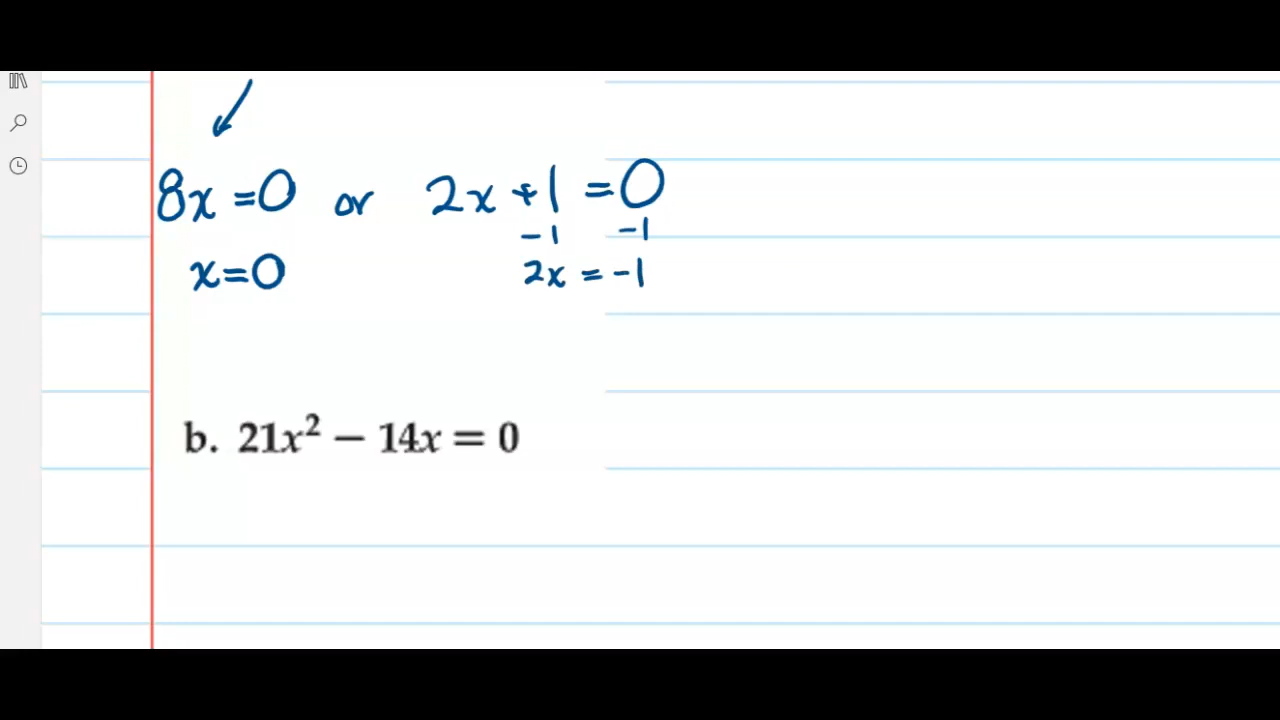 8x = 0 or 2x + 1 = 0
-1 -1
x = 0 2x = -1
b. 21x² − 14x = 0